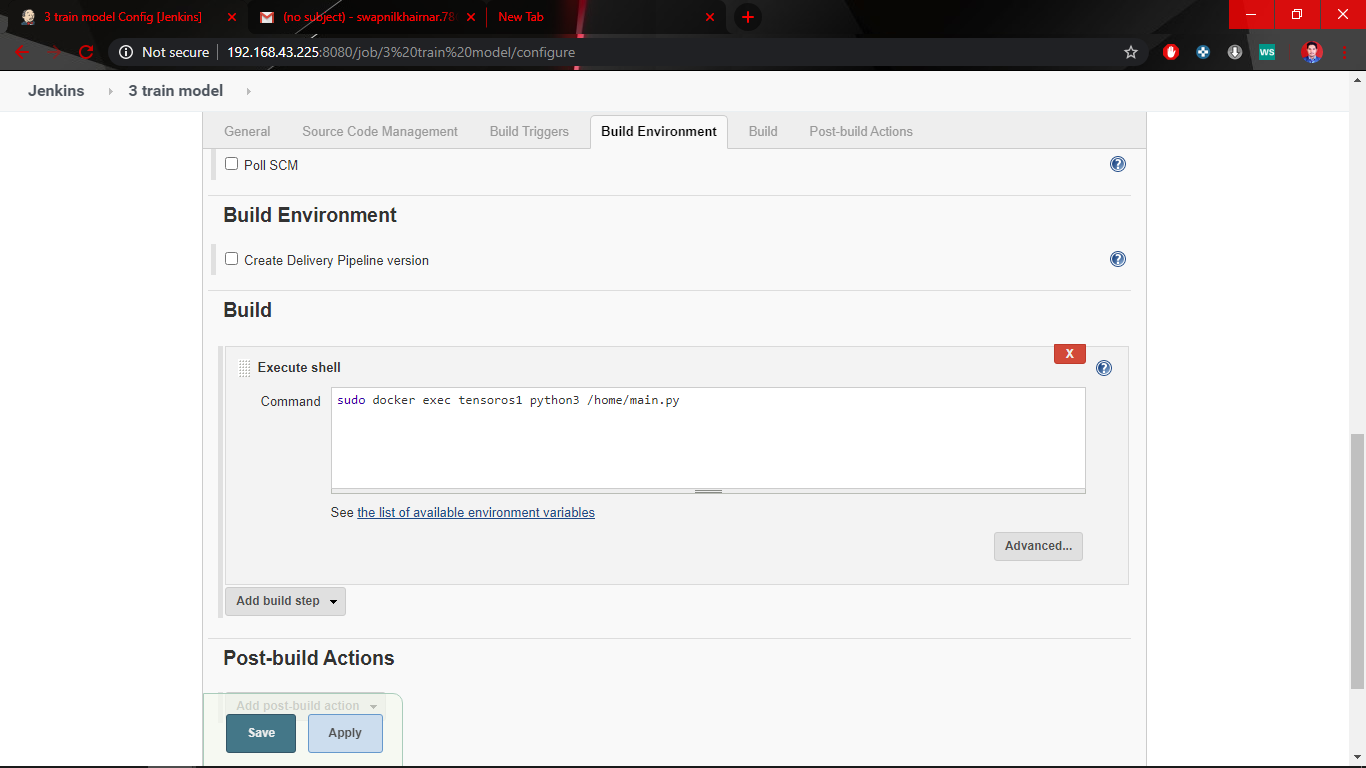 3 train model Config [Jenkins]
(no subject) - swapnilkhairnar.78
New Tab
Not secure
192.168.43.225:8080/job/3%20train%20model/configure
WS
Jenkins
3 train model
General
Source Code Management
Build Triggers
Build Environment
Build
Post-build Actions
Poll SCM
?
Build Environment
Create Delivery Pipeline version
?
Build
X
Execute shell
?
Command
sudo docker exec tensoros1 python3 /home/main.py
See the list of available environment variables
Advanced...
Add build step
Post-build Actions
Add post-build action
Save
Apply